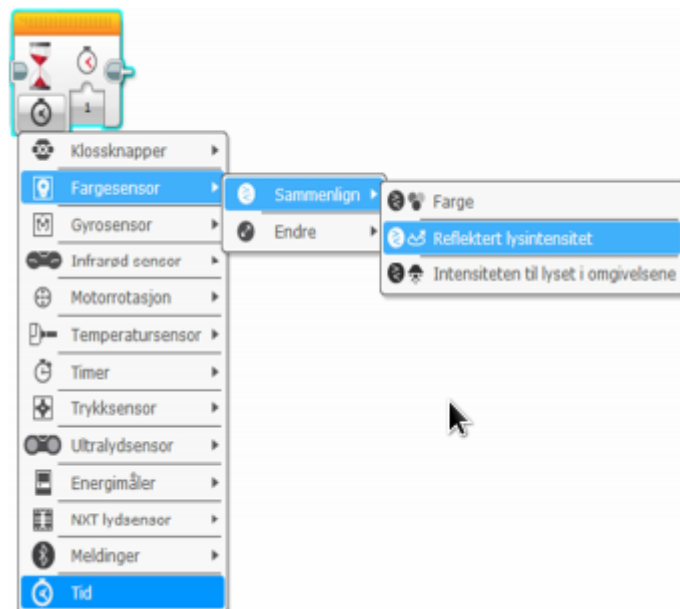 1
Klossknapper
Fargesensor
Sammenlign
Farge
Gyrosensor
Endre
Reflektert lysintensitet
Infrarød sensor
Intensiteten til lyset i omgivelsene
Motorrotasjon
Temperatursensor
Timer
Trykksensor
Ultralydsensor
Energimåler
NXT lydsensor
Meldinger
Tid